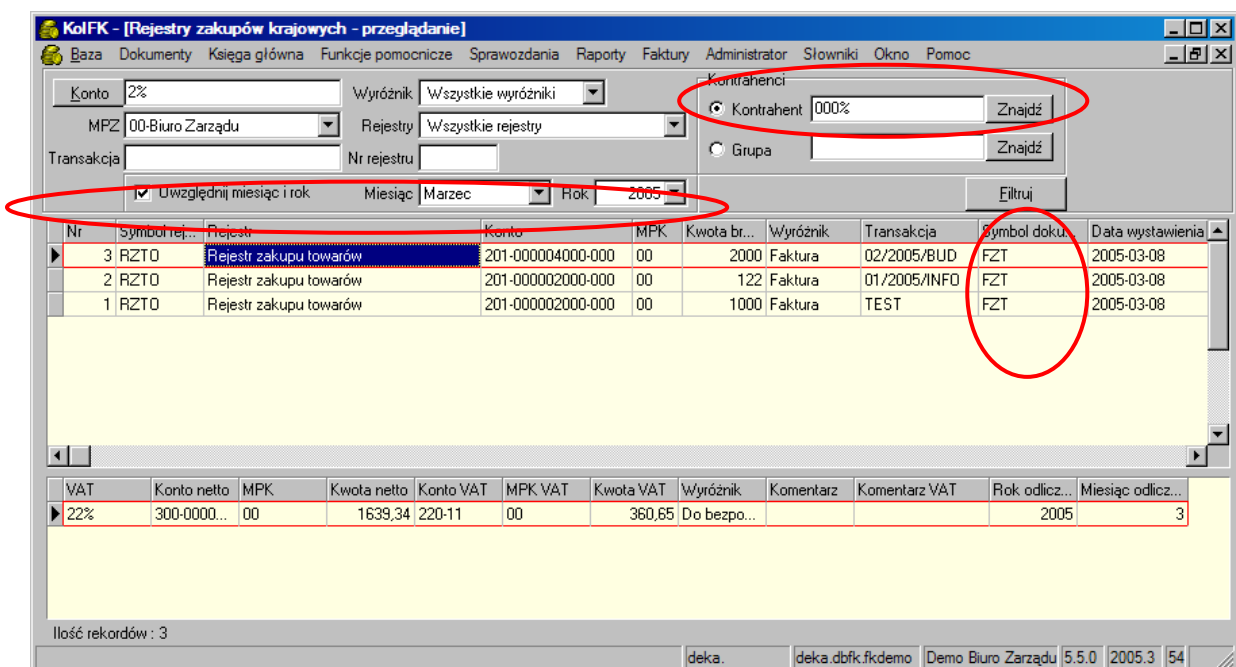 KolFK - [Rejestry zakupów krajowych - przeglądanie]
Baza Dokumenty Księga główna Funkcje pomocnicze Sprawozdania Raporty Faktury Administrator Słowniki Okno Pomoc
Kontrahenci
Konto 2% Wyróżnik Wszystkie wyróżniki Kontrahent 000% Znajdź
MPZ 00-Biuro Zarządu Rejestry Wszystkie rejestry
Grupa Znajdź
Transakcja Nr rejestru
Uwzględnij miesiąc i rok Miesiąc Marzec Rok 2005 Filtruj
Nr Symbol rej... Rejestr Konto MPK Kwota br... Wyróżnik Transakcja Symbol doku... Data wystawienia
3 RZTO Rejestr zakupu towarów 201-000004000-000 00 2000 Faktura 02/2005/BUD FZT 2005-03-08
2 RZTO Rejestr zakupu towarów 201-000002000-000 00 122 Faktura 01/2005/INFO FZT 2005-03-08
1 RZTO Rejestr zakupu towarów 201-000002000-000 00 1000 Faktura TEST FZT 2005-03-08
VAT Konto netto MPK Kwota netto Konto VAT MPK VAT Kwota VAT Wyróżnik Komentarz Komentarz VAT Rok odlicz... Miesiąc odlicz...
22% 300-0000... 00 1639,34 220-11 00 360,65 Do bezpo... 2005 3
Ilość rekordów : 3
deka. deka.dbfk.fkdemo Demo Biuro Zarządu 5.5.0 2005.3 54